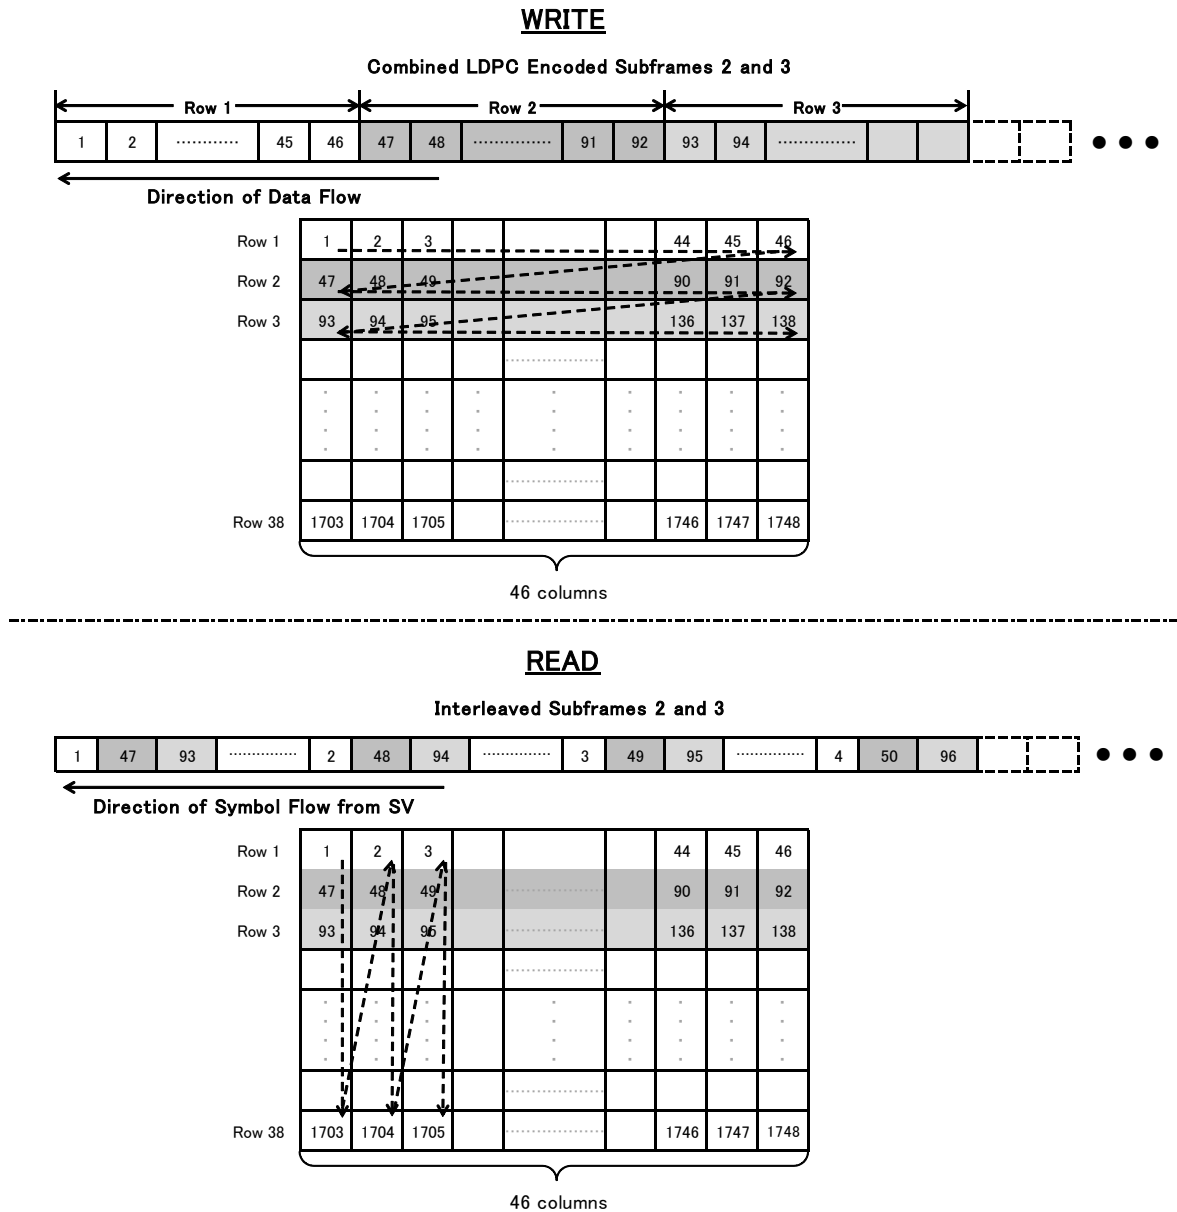 WRITE
Combined LDPC Encoded Subframes 2 and 3
Row 1 Row 2 Row 3
1 2 ............ 45 46 47 48 ................ 91 92 93 94 ...............
Direction of Data Flow
Row 1 1 2 3 44 45 46
Row 2 47 48 49 90 91 92
Row 3 93 94 95 136 137 138
Row 38 1703 1704 1705 1746 1747 1748
46 columns
READ
Interleaved Subframes 2 and 3
1 47 93 ............. 2 48 94 ............. 3 49 95 ............. 4 50 96
Direction of Symbol Flow from SV
Row 1 1 2 3 44 45 46
Row 2 47 48 49 90 91 92
Row 3 93 94 95 136 137 138
Row 38 1703 1704 1705 1746 1747 1748
46 columns